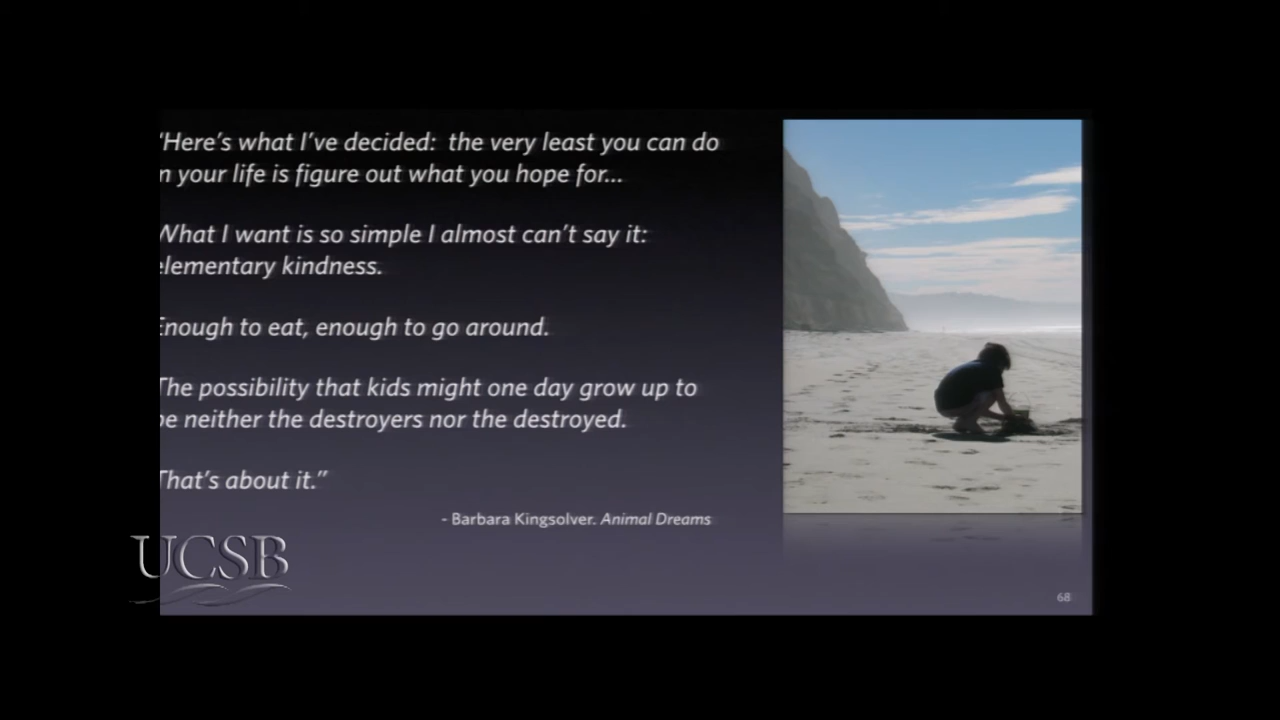 'Here's what I've decided: the very least you can do
n your life is figure out what you hope for...
What I want is so simple I almost can't say it:
elementary kindness.
Enough to eat, enough to go around.
The possibility that kids might one day grow up to
be neither the destroyers nor the destroyed.
That's about it."
- Barbara Kingsolver. Animal Dreams
UCSB
68